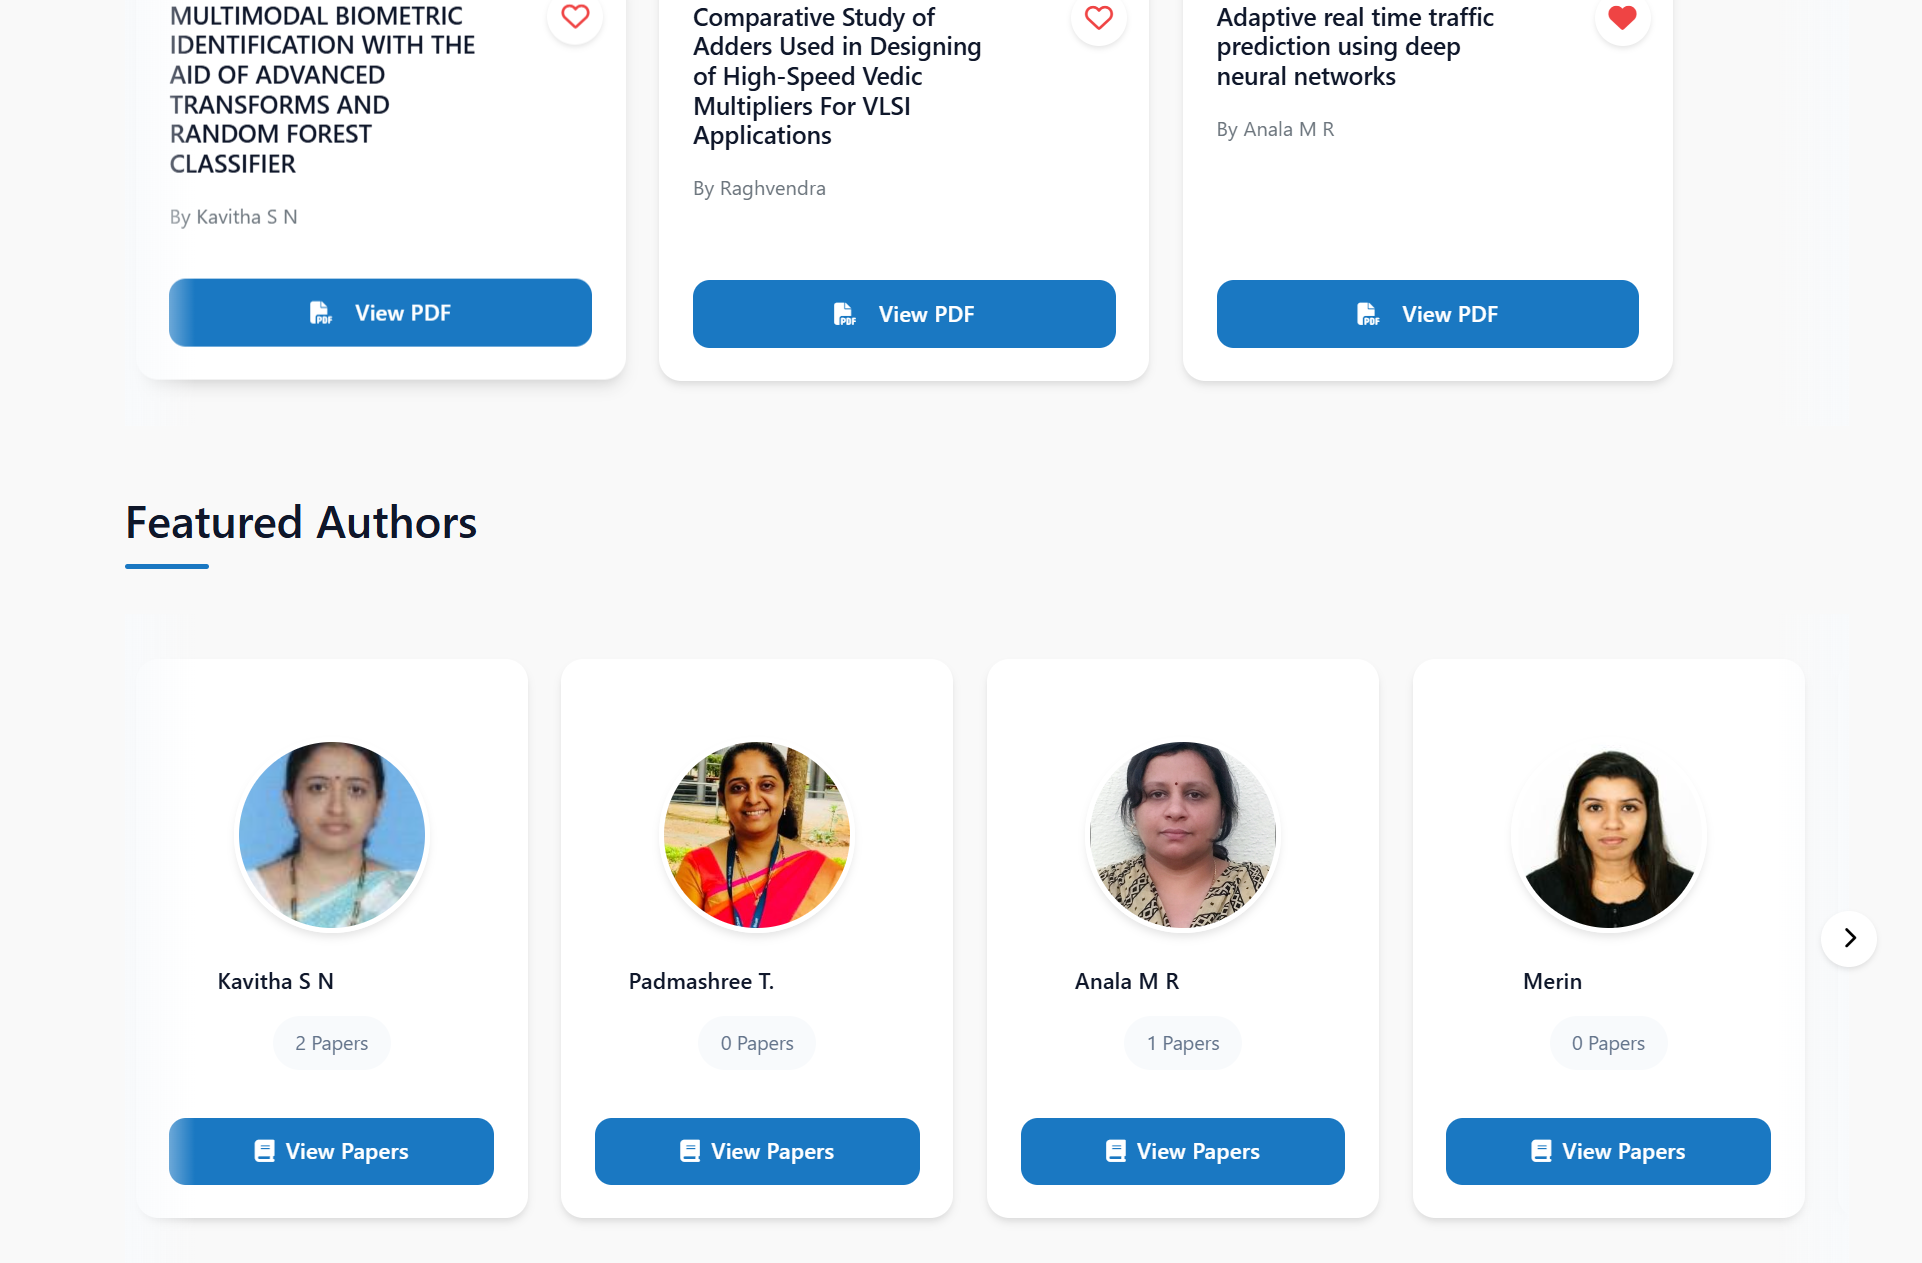 MULTIMODAL BIOMETRIC
IDENTIFICATION WITH THE
AID OF ADVANCED
TRANSFORMS AND
RANDOM FOREST
CLASSIFIER
By Kavitha S N
View PDF
Comparative Study of
Adders Used in Designing
of High-Speed Vedic
Multipliers For VLSI
Applications
By Raghvendra
View PDF
Adaptive real time traffic
prediction using deep
neural networks
By Anala M R
View PDF
Featured Authors
Kavitha S N
2 Papers
View Papers
Padmashree T.
0 Papers
View Papers
Anala M R
1 Papers
View Papers
Merin
0 Papers
View Papers